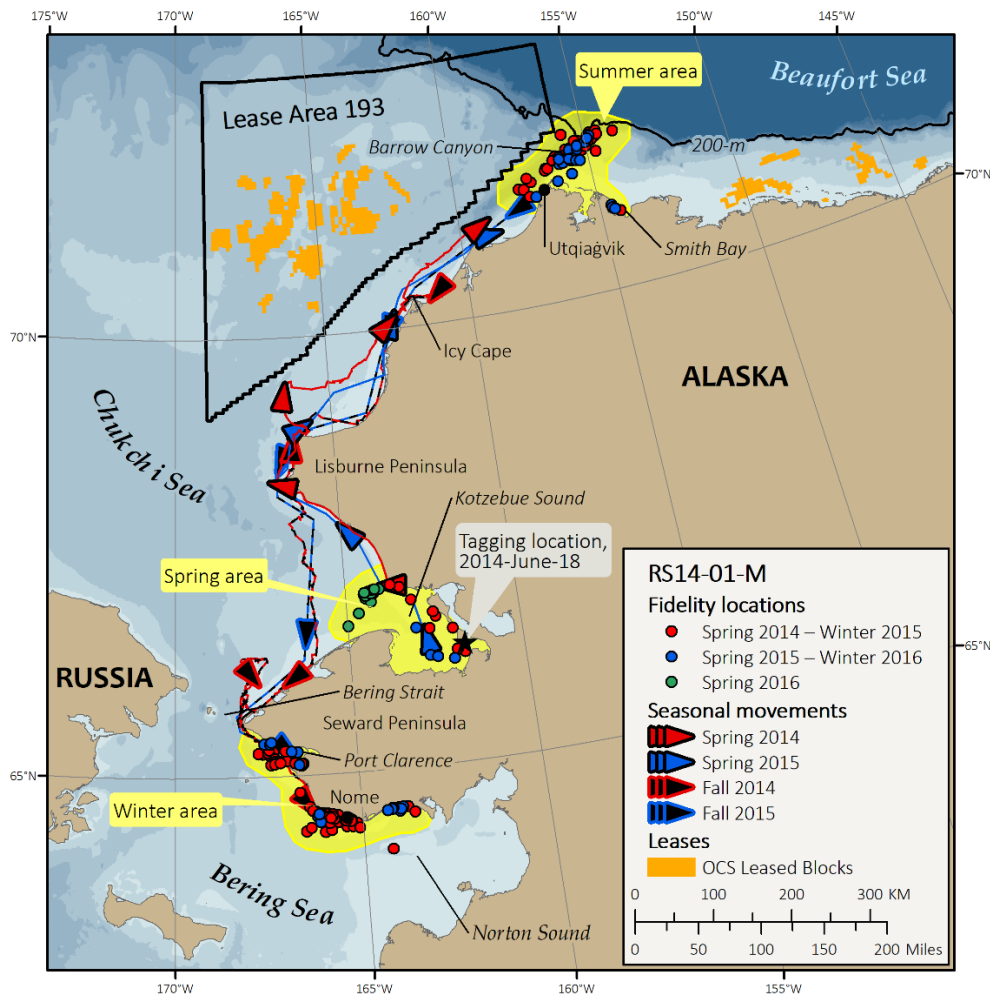 175°W
170°W
165°W
160°W
155°W
150°W
145°W
Summer area
Beaufort Sea
Lease Area 193
Barrow Canyon
200-m
70°N
Utqiaġvik
Smith Bay
70°N
Icy Cape
ALASKA
Chukchi Sea
Lisburne Peninsula
Kotzebue Sound
Tagging location,
2014-June-18
Spring area
65°N
RUSSIA
Bering Strait
Seward Peninsula
Port Clarence
65°N
Nome
Winter area
Bering Sea
Norton Sound
RS14-01-M
Fidelity locations
Spring 2014 – Winter 2015
Spring 2015 – Winter 2016
Spring 2016
Seasonal movements
Spring 2014
Spring 2015
Fall 2014
Fall 2015
Leases
OCS Leased Blocks
0 100 200 300 KM
0 50 100 150 200 Miles
170°W
165°W
160°W
155°W